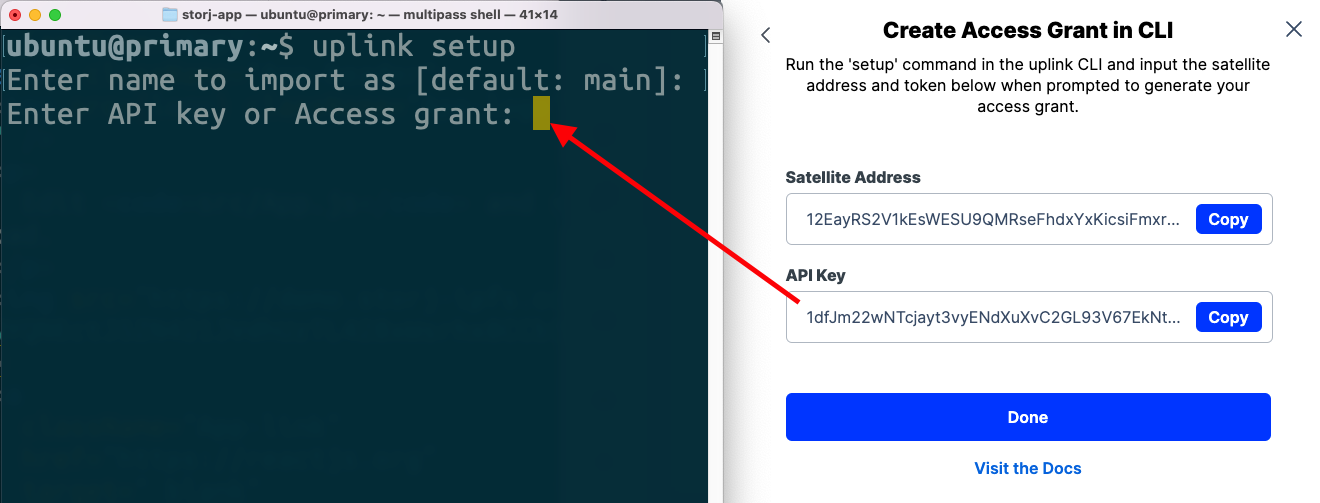 storj-app — ubuntu@primary: ~ — multipass shell — 41×14
ubuntu@primary:~$ uplink setup
Enter name to import as [default: main]:
Enter API key or Access grant:
Create Access Grant in CLI
Run the 'setup' command in the uplink CLI and input the satellite
address and token below when prompted to generate your
access grant.
Satellite Address
12EayRS2V1kEsWESU9QMRseFhdxYxKicsiFmxr...
Copy
API Key
1dfJm22wNTcjayt3vyENdXuXvC2GL93V67EkNt...
Copy
Done
Visit the Docs